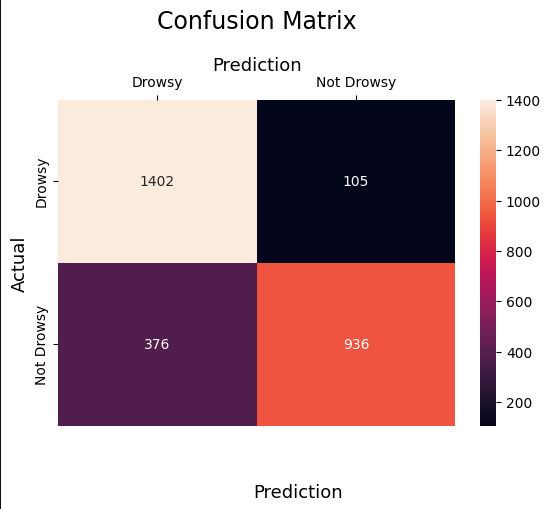 Confusion Matrix
Prediction
Drowsy Not Drowsy
Actual
Drowsy 1402 105
Not Drowsy 376 936
1400
1200
1000
800
600
400
200
Prediction